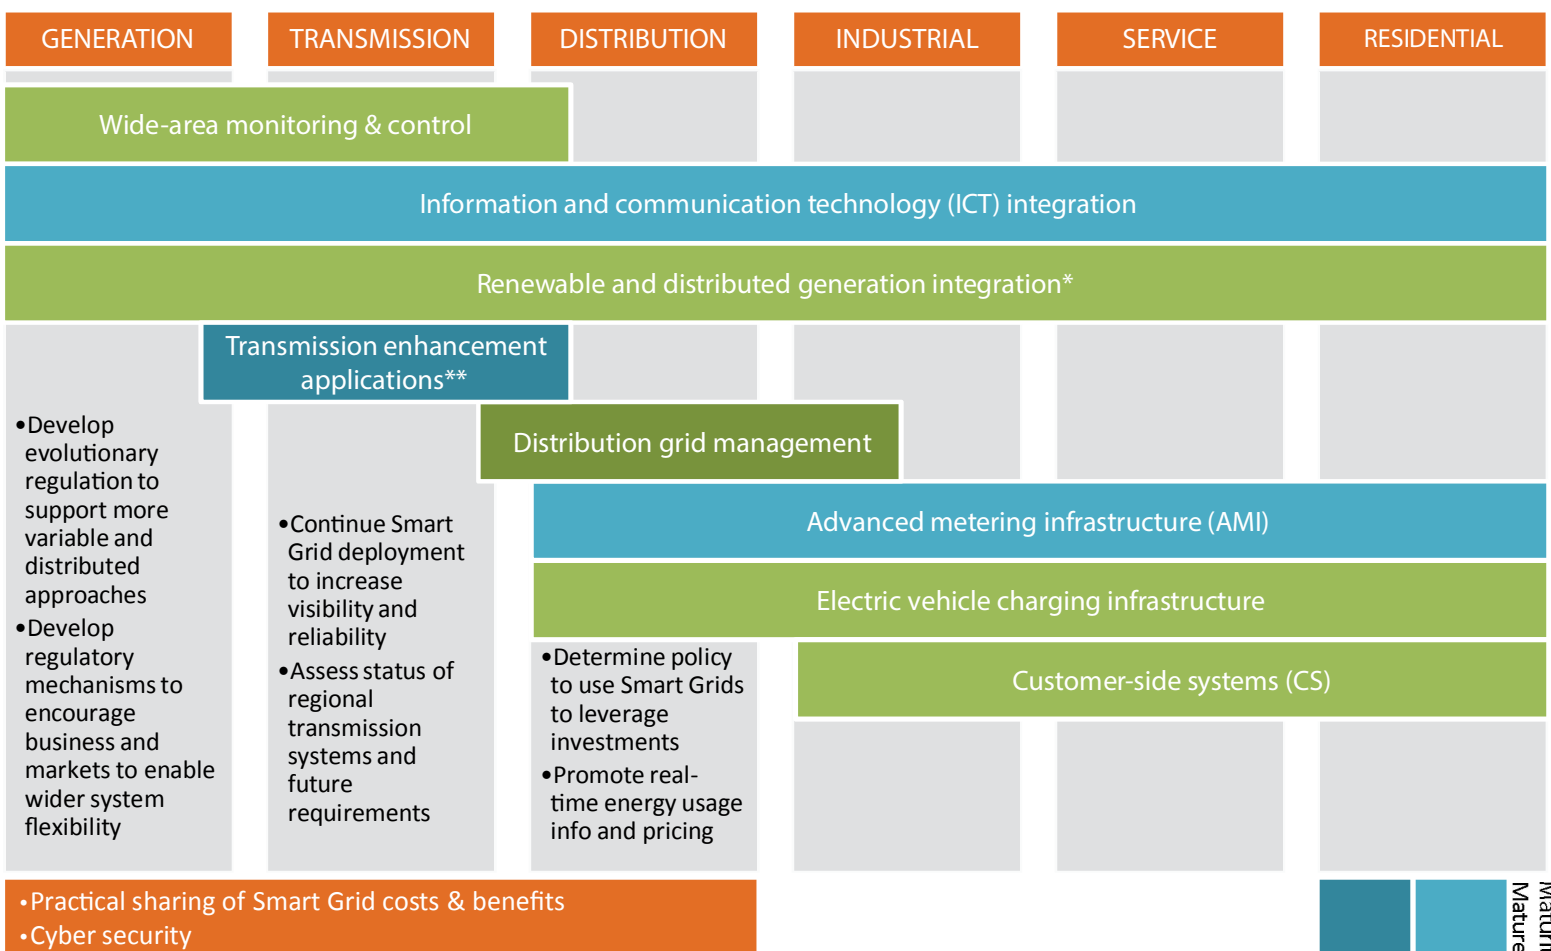 GENERATION
TRANSMISSION
DISTRIBUTION
INDUSTRIAL
SERVICE
RESIDENTIAL
Wide-area monitoring & control
Information and communication technology (ICT) integration
Renewable and distributed generation integration*
Transmission enhancement
applications**
Distribution grid management
Advanced metering infrastructure (AMI)
Electric vehicle charging infrastructure
Customer-side systems (CS)
•Develop
evolutionary
regulation to
support more
variable and
distributed
approaches
•Develop
regulatory
mechanisms to
encourage
business and
markets to enable
wider system
flexibility
•Continue Smart
Grid deployment
to increase
visibility and
reliability
•Assess status of
regional
transmission
systems and
future
requirements
•Determine policy
to use Smart Grids
to leverage
investments
•Promote real-
time energy usage
info and pricing
•Practical sharing of Smart Grid costs & benefits
•Cyber security
Mature